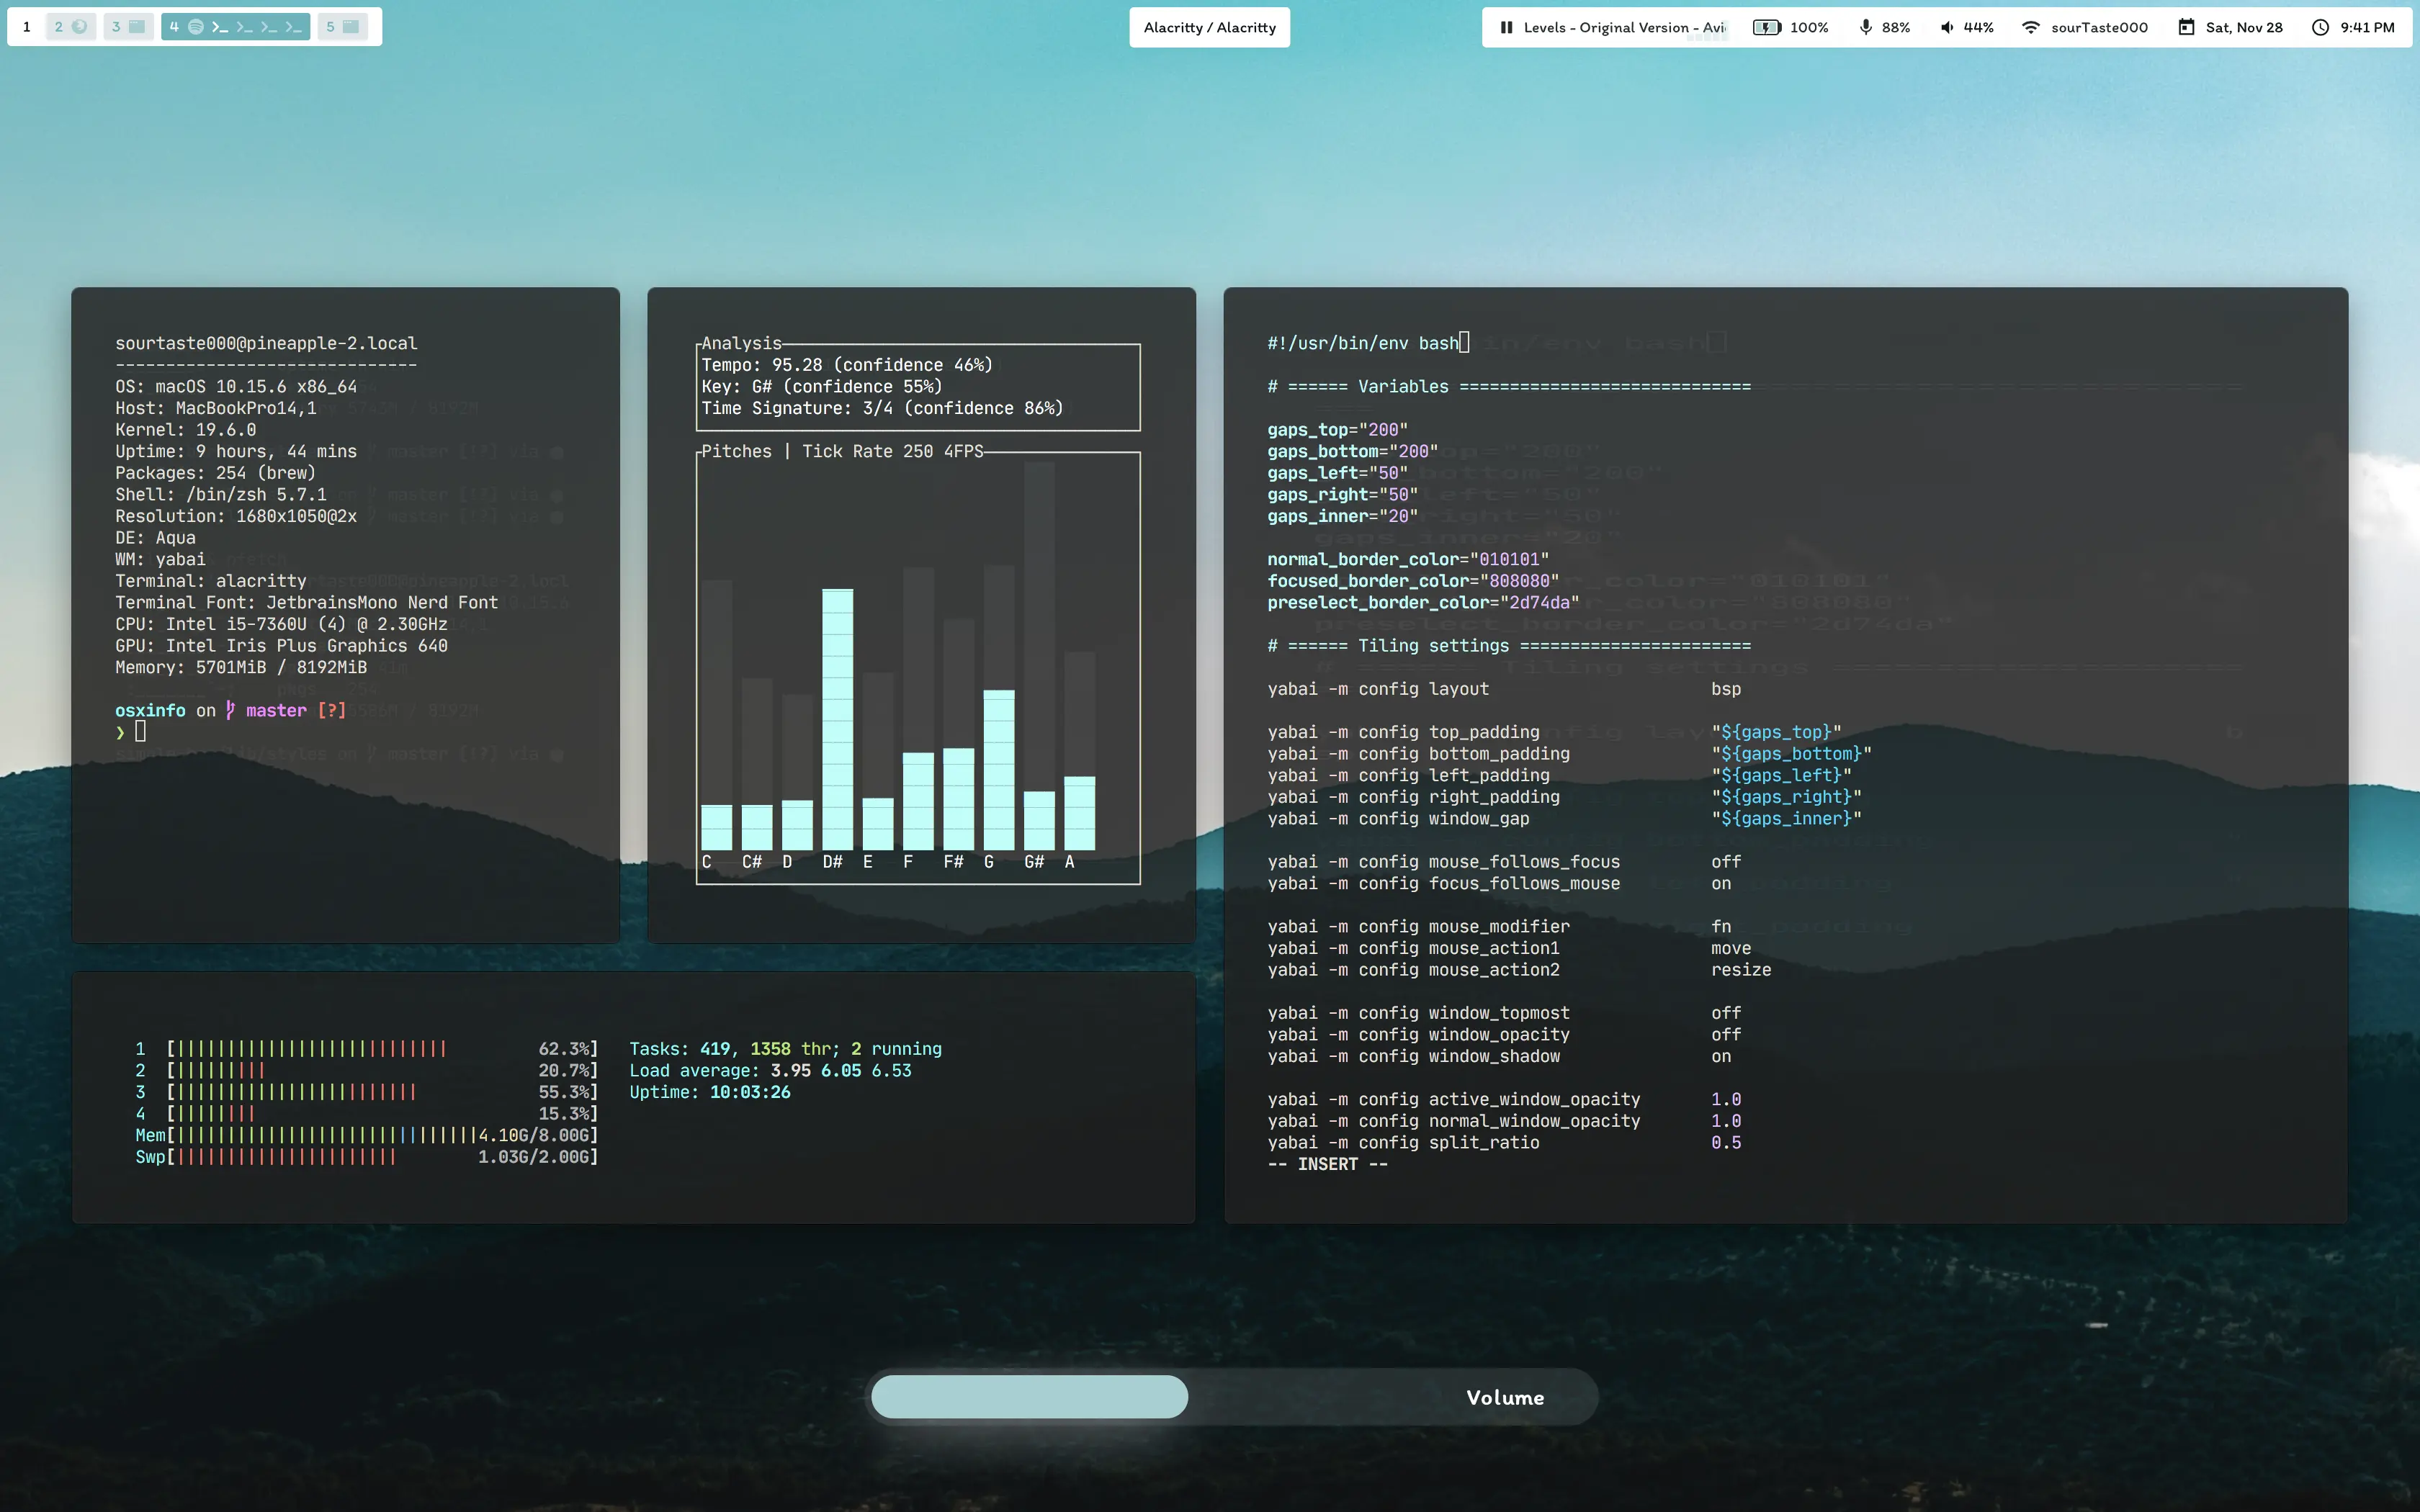 1 2 3 4 5
Alacritty / Alacritty
Levels - Original Version - Avi
100% 88% 44% sourTaste000 Sat, Nov 28 9:41 PM
sourtaste000@pineapple-2.local
------------------------------
OS: macOS 10.15.6 x86_64
Host: MacBookPro14,1
Kernel: 19.6.0
Uptime: 9 hours, 44 mins
Packages: 254 (brew)
Shell: /bin/zsh 5.7.1
Resolution: 1680x1050@2x
DE: Aqua
WM: yabai
Terminal: alacritty
Terminal Font: JetbrainsMono Nerd Font
CPU: Intel i5-7360U (4) @ 2.30GHz
GPU: Intel Iris Plus Graphics 640
Memory: 5701MiB / 8192MiB
osxinfo on master [?]
❯
Analysis
Tempo: 95.28 (confidence 46%)
Key: G# (confidence 55%)
Time Signature: 3/4 (confidence 86%)
Pitches | Tick Rate 250 4FPS
C C# D D# E F F# G G# A
1 [||||||||||||||||||||||||||| 62.3%]
2 [||||||||| 20.7%]
3 [|||||||||||||||||||||||| 55.3%]
4 [|||||||| 15.3%]
Mem[||||||||||||||||||||||||||||||4.10G/8.00G]
Swp[|||||||||||||||||||||| 1.03G/2.00G]
Tasks: 419, 1358 thr; 2 running
Load average: 3.95 6.05 6.53
Uptime: 10:03:26
#!/usr/bin/env bash
# ====== Variables =============================
gaps_top="200"
gaps_bottom="200"
gaps_left="50"
gaps_right="50"
gaps_inner="20"
normal_border_color="010101"
focused_border_color="808080"
preselect_border_color="2d74da"
# ====== Tiling settings =======================
yabai -m config layout bsp
yabai -m config top_padding "${gaps_top}"
yabai -m config bottom_padding "${gaps_bottom}"
yabai -m config left_padding "${gaps_left}"
yabai -m config right_padding "${gaps_right}"
yabai -m config window_gap "${gaps_inner}"
yabai -m config mouse_follows_focus off
yabai -m config focus_follows_mouse on
yabai -m config mouse_modifier fn
yabai -m config mouse_action1 move
yabai -m config mouse_action2 resize
yabai -m config window_topmost off
yabai -m config window_opacity off
yabai -m config window_shadow on
yabai -m config active_window_opacity 1.0
yabai -m config normal_window_opacity 1.0
yabai -m config split_ratio 0.5
-- INSERT --
Volume